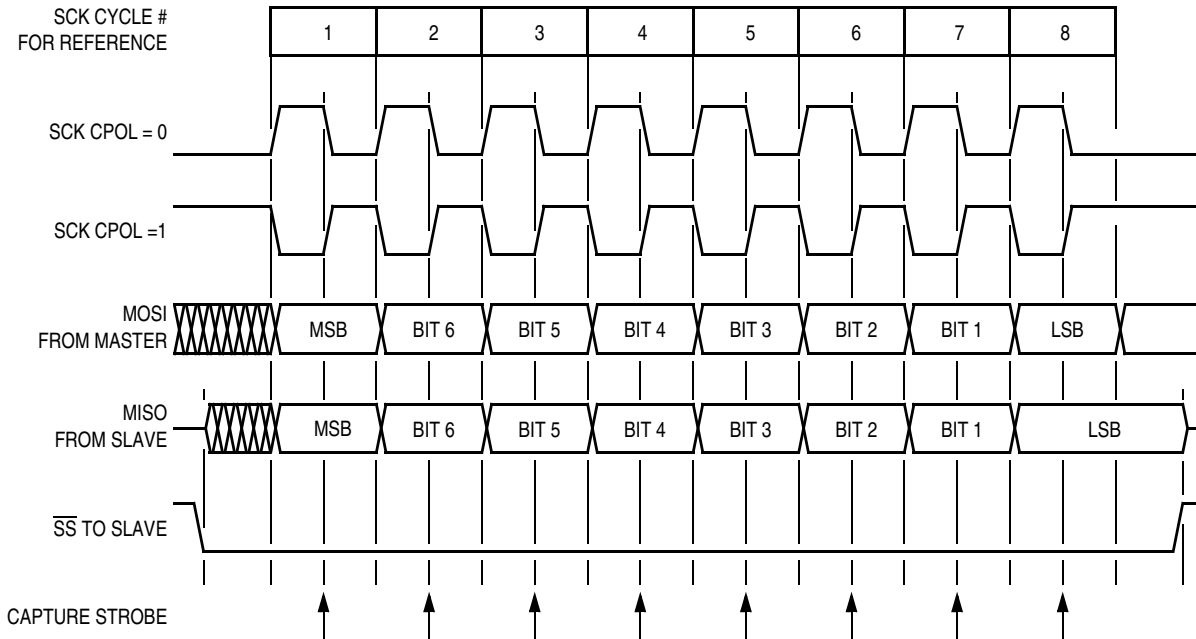 SCK CYCLE #
FOR REFERENCE
1 2 3 4 5 6 7 8
SCK CPOL = 0
SCK CPOL =1
MOSI
FROM MASTER
MSB BIT 6 BIT 5 BIT 4 BIT 3 BIT 2 BIT 1 LSB
MISO
FROM SLAVE
MSB BIT 6 BIT 5 BIT 4 BIT 3 BIT 2 BIT 1 LSB
S̅S̅ TO SLAVE
CAPTURE STROBE